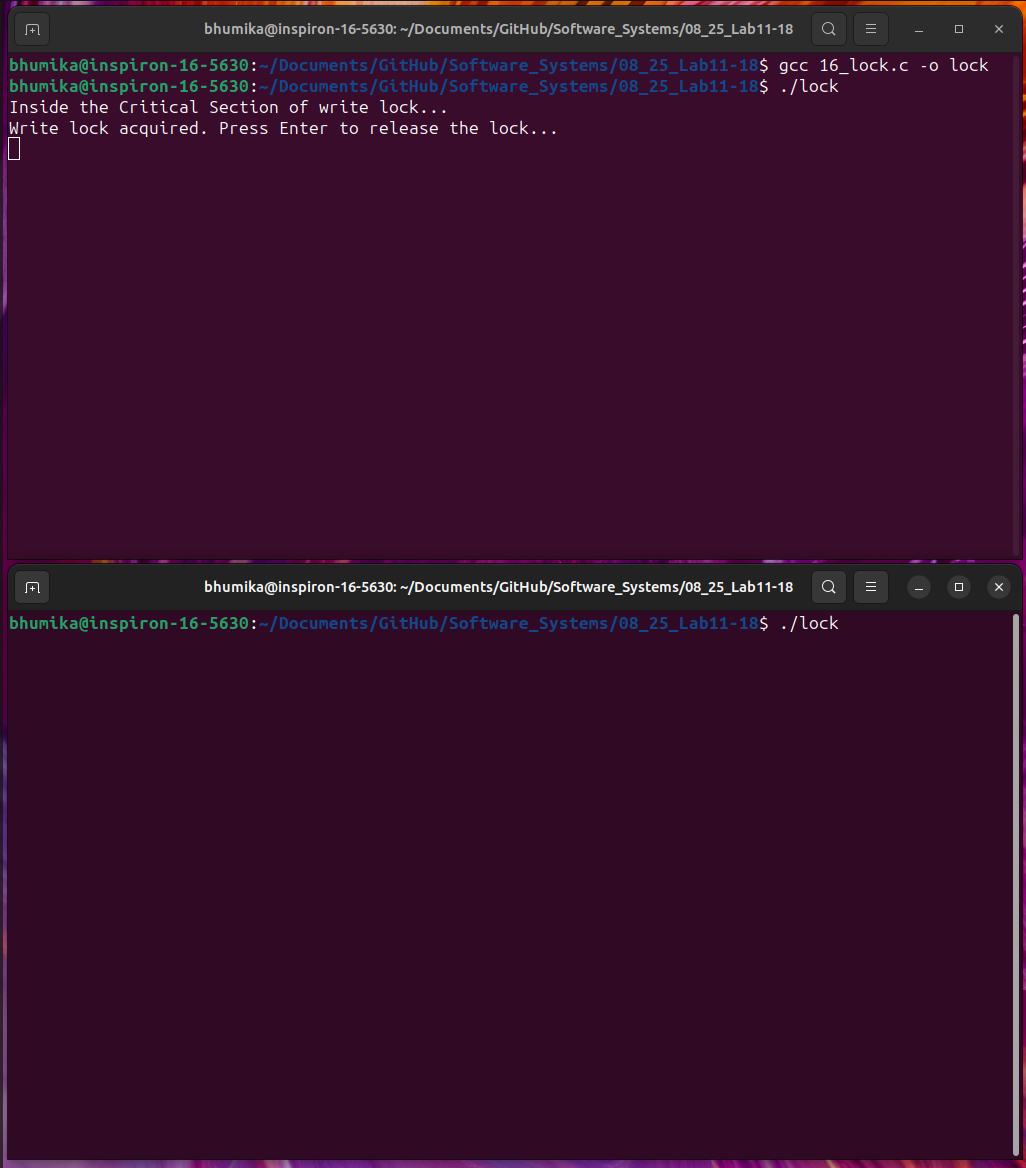 bhumika@inspiron-16-5630: ~/Documents/GitHub/Software_Systems/08_25_Lab11-18
bhumika@inspiron-16-5630:~/Documents/GitHub/Software_Systems/08_25_Lab11-18$ gcc 16_lock.c -o lock
bhumika@inspiron-16-5630:~/Documents/GitHub/Software_Systems/08_25_Lab11-18$ ./lock
Inside the Critical Section of write lock...
Write lock acquired. Press Enter to release the lock...
bhumika@inspiron-16-5630: ~/Documents/GitHub/Software_Systems/08_25_Lab11-18
bhumika@inspiron-16-5630:~/Documents/GitHub/Software_Systems/08_25_Lab11-18$ ./lock